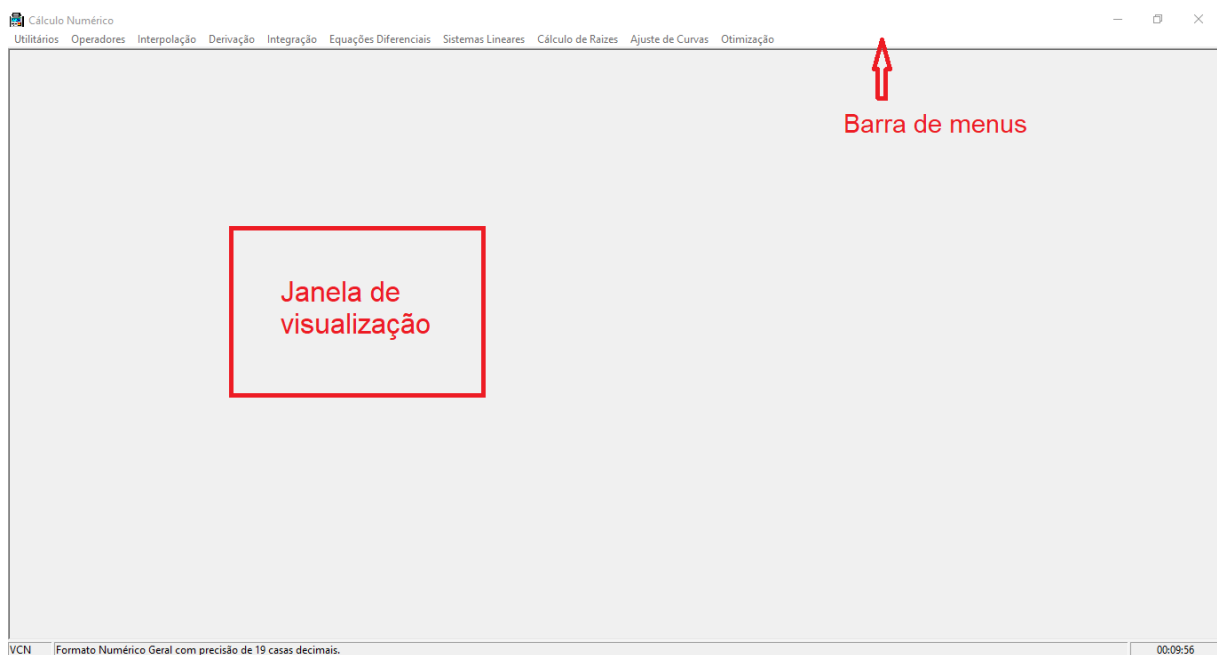 Cálculo Numérico
Utilitários Operadores Interpolação Derivação Integração Equações Diferenciais Sistemas Lineares Cálculo de Raizes Ajuste de Curvas Otimização
Barra de menus
Janela de
visualização
VCN Formato Numérico Geral com precisão de 19 casas decimais. 00:09:56